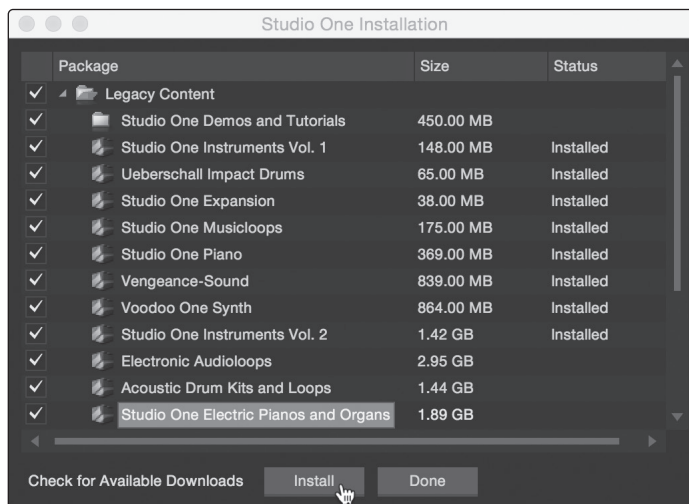 Studio One Installation
Package Size Status
Legacy Content
Studio One Demos and Tutorials 450.00 MB
Studio One Instruments Vol. 1 148.00 MB Installed
Ueberschall Impact Drums 65.00 MB Installed
Studio One Expansion 38.00 MB Installed
Studio One Musicloops 175.00 MB Installed
Studio One Piano 369.00 MB Installed
Vengeance-Sound 839.00 MB Installed
Voodoo One Synth 864.00 MB Installed
Studio One Instruments Vol. 2 1.42 GB Installed
Electronic Audioloops 2.95 GB
Acoustic Drum Kits and Loops 1.44 GB
Studio One Electric Pianos and Organs 1.89 GB
Check for Available Downloads Install Done